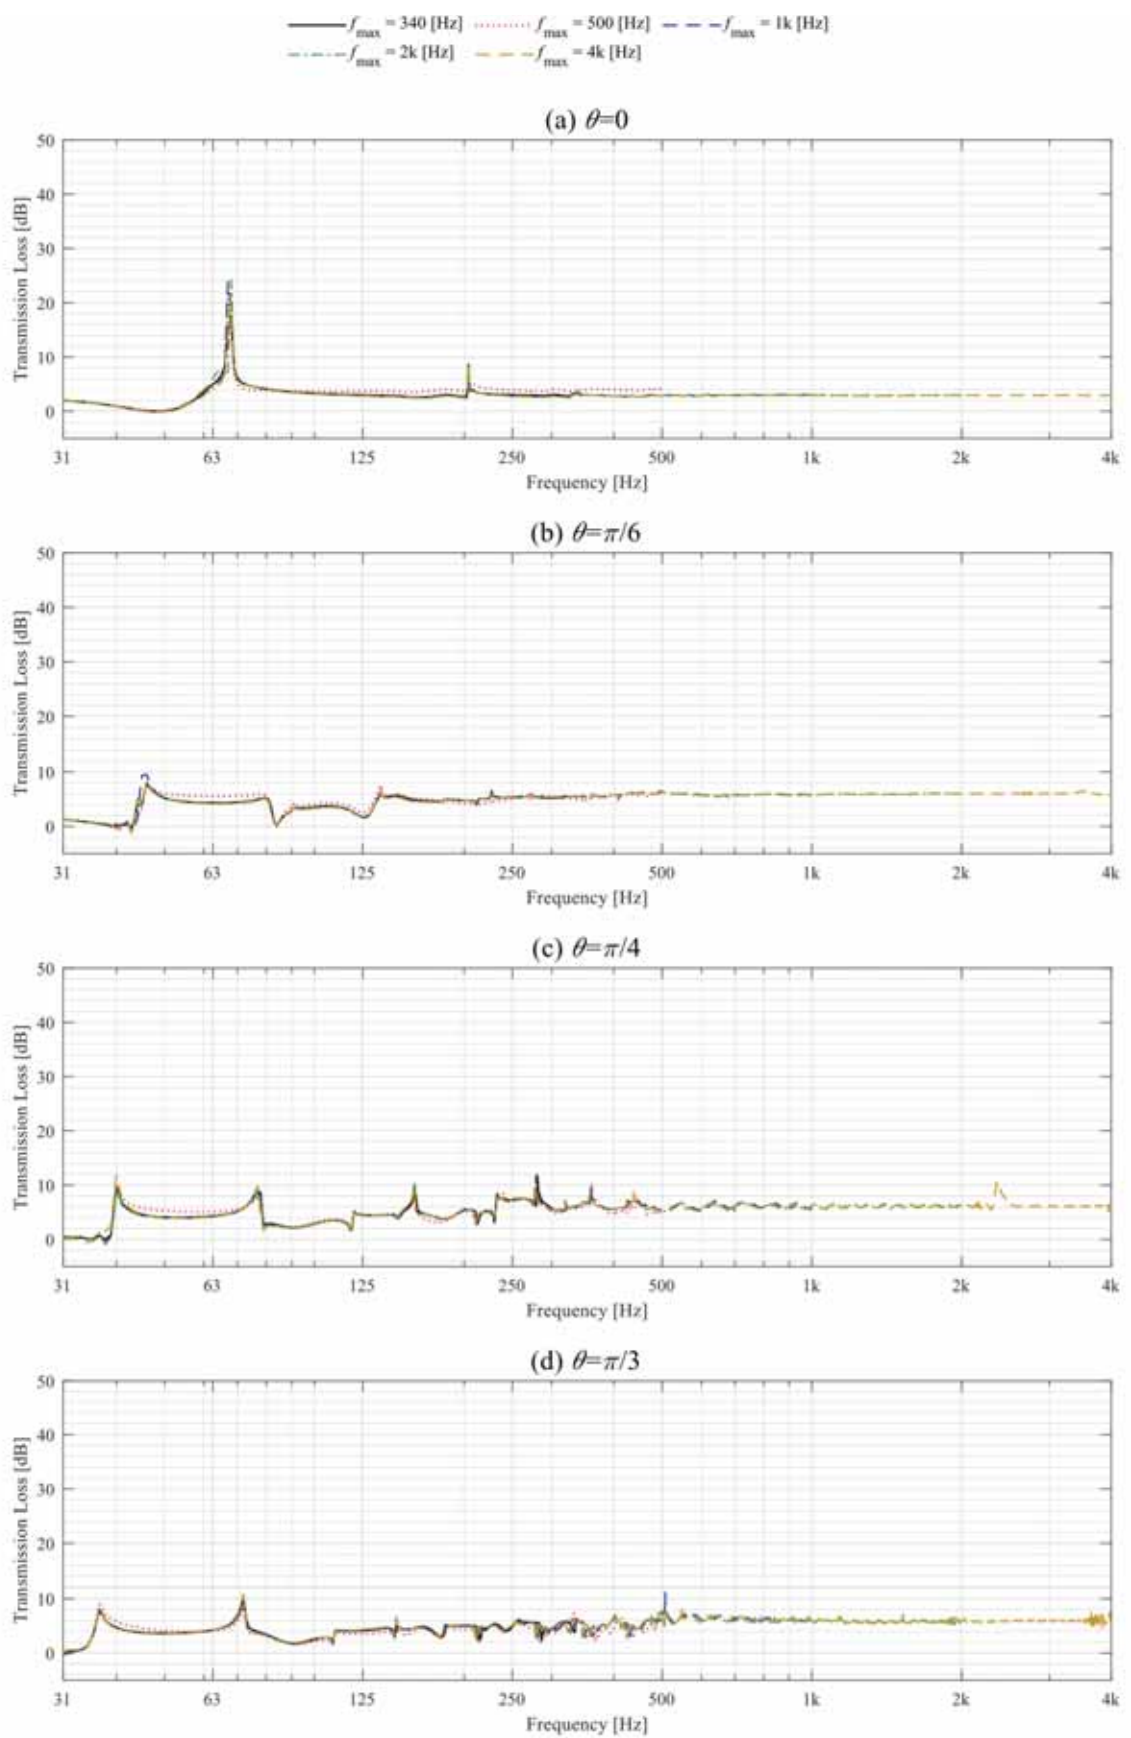 f_max = 340 [Hz] f_max = 500 [Hz] f_max = 1k [Hz]
f_max = 2k [Hz] f_max = 4k [Hz]
(a) θ=0
Transmission Loss [dB]
50
40
30
20
10
0
31 63 125 250 500 1k 2k 4k
Frequency [Hz]
(b) θ=π/6
Transmission Loss [dB]
50
40
30
20
10
0
31 63 125 250 500 1k 2k 4k
Frequency [Hz]
(c) θ=π/4
Transmission Loss [dB]
50
40
30
20
10
0
31 63 125 250 500 1k 2k 4k
Frequency [Hz]
(d) θ=π/3
Transmission Loss [dB]
50
40
30
20
10
0
31 63 125 250 500 1k 2k 4k
Frequency [Hz]